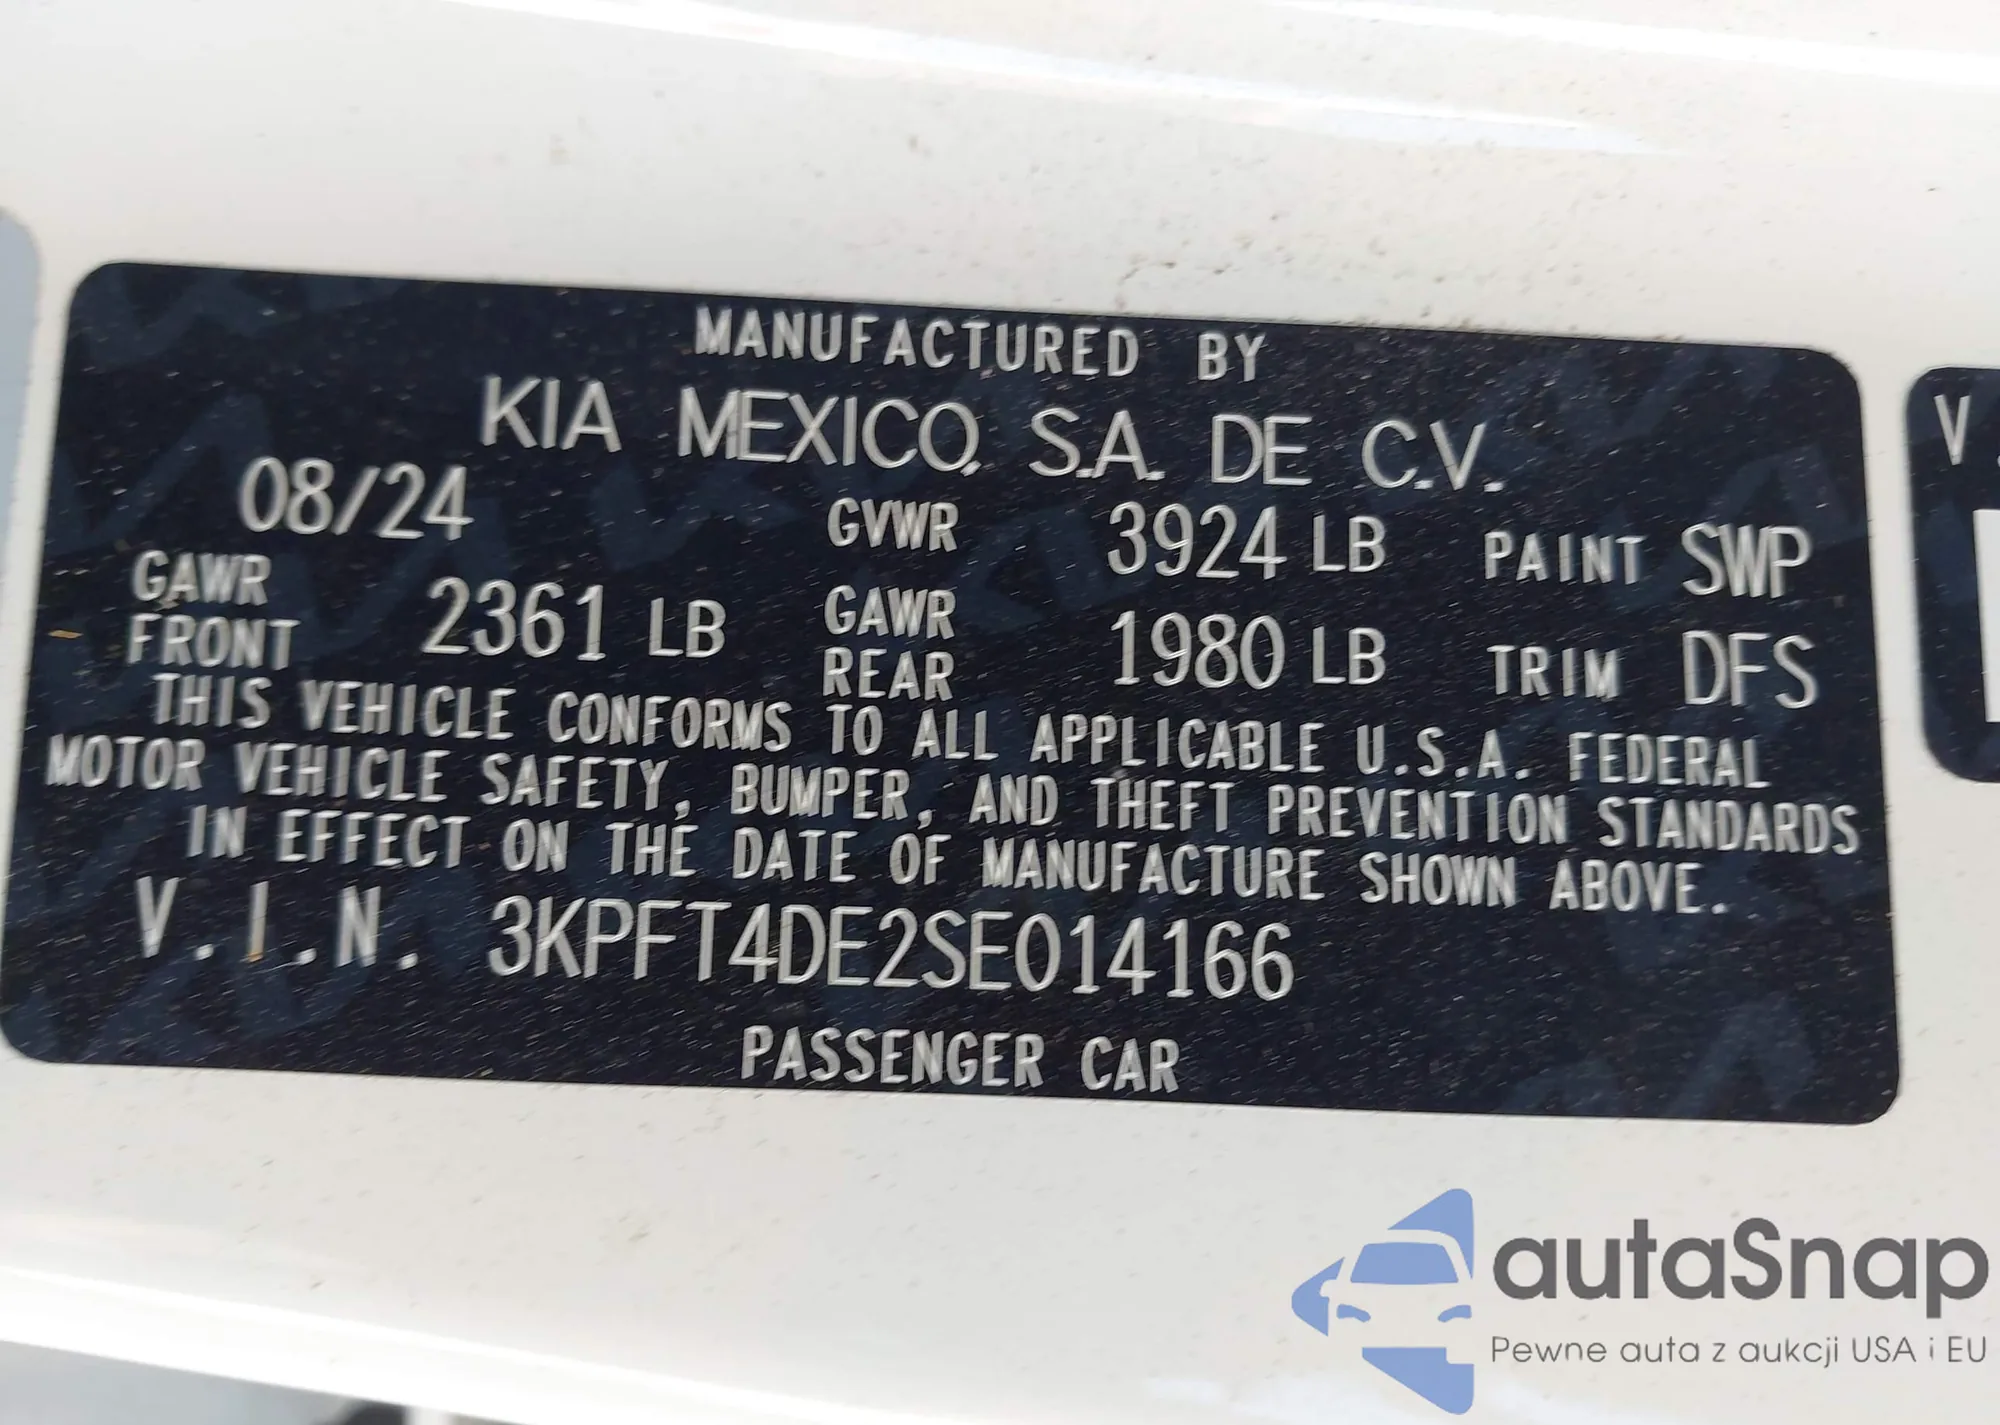 MANUFACTURED BY
KIA MEXICO, S.A. DE C.V.
08/24 GVWR 3924 LB PAINT SWP
GAWR FRONT 2361 LB GAWR REAR 1980 LB TRIM DFS
THIS VEHICLE CONFORMS TO ALL APPLICABLE U.S.A. FEDERAL
MOTOR VEHICLE SAFETY, BUMPER, AND THEFT PREVENTION STANDARDS
IN EFFECT ON THE DATE OF MANUFACTURE SHOWN ABOVE.
V.I.N. 3KPFT4DE2SE014166
PASSENGER CAR
V.
autaSnap
Pewne auta z aukcji USA i EU